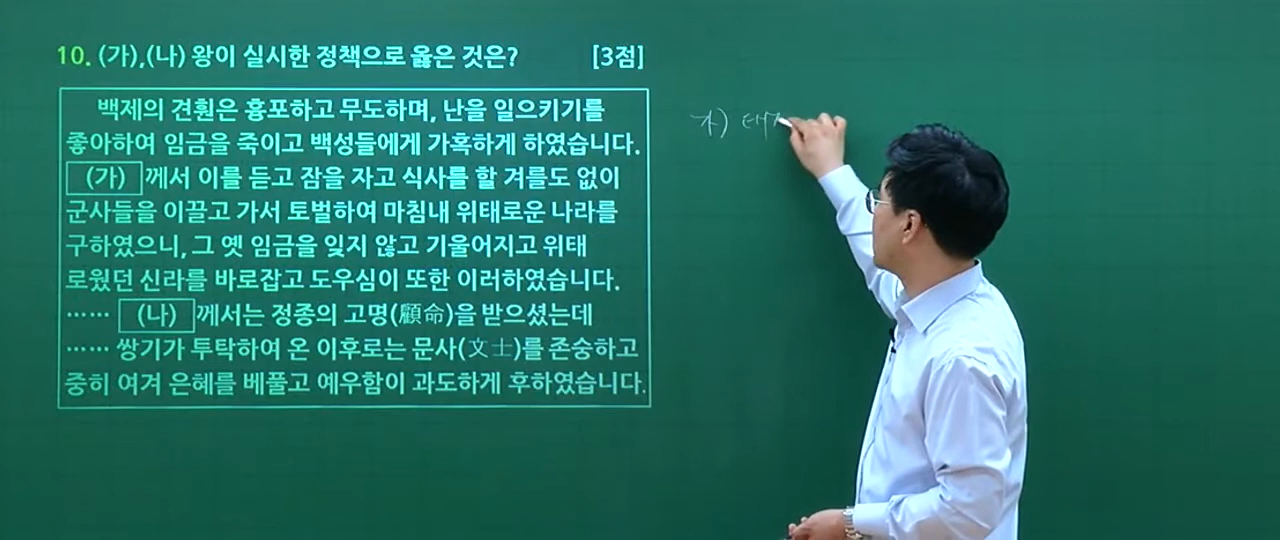 10. (가),(나) 왕이 실시한 정책으로 옳은 것은? [3점]
백제의 견훤은 흉포하고 무도하며, 난을 일으키기를
좋아하여 임금을 죽이고 백성들에게 가혹하게 하였습니다.
(가) 께서 이를 듣고 잠을 자고 식사를 할 겨를도 없이
군사들을 이끌고 가서 토벌하여 마침내 위태로운 나라를
구하였으니, 그 옛 임금을 잊지 않고 기울어지고 위태
로웠던 신라를 바로잡고 도우심이 또한 이러하였습니다.
…… (나) 께서는 정종의 고명(顧命)을 받으셨는데
…… 쌍기가 투탁하여 온 이후로는 문사(文士)를 존숭하고
중히 여겨 은혜를 베풀고 예우함이 과도하게 후하였습니다.